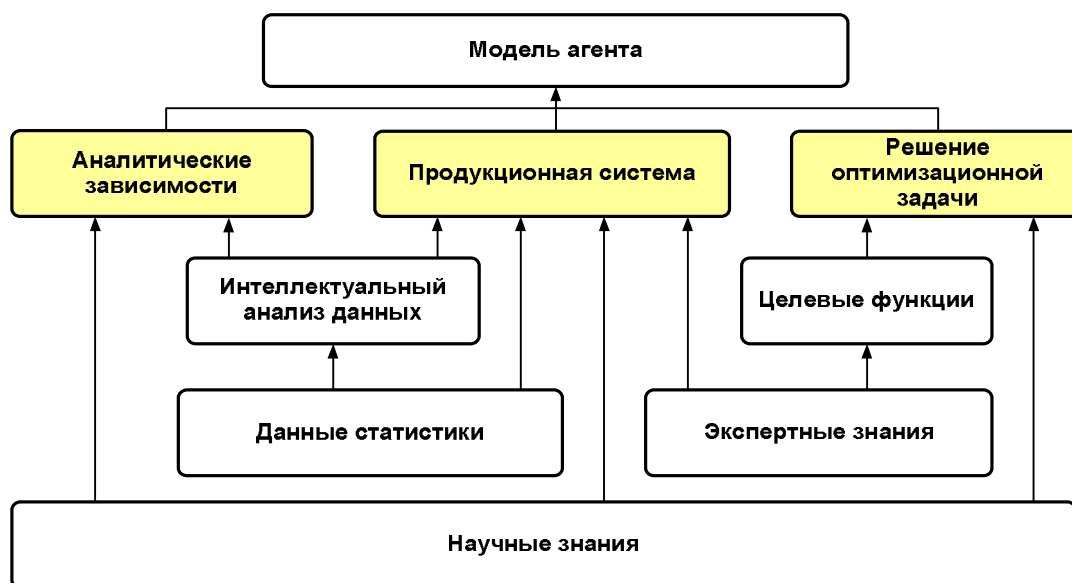 Модель агента
Аналитические
зависимости
Продукционная система
Решение
оптимизационной
задачи
Интеллектуальный
анализ данных
Целевые функции
Данные статистики
Экспертные знания
Научные знания